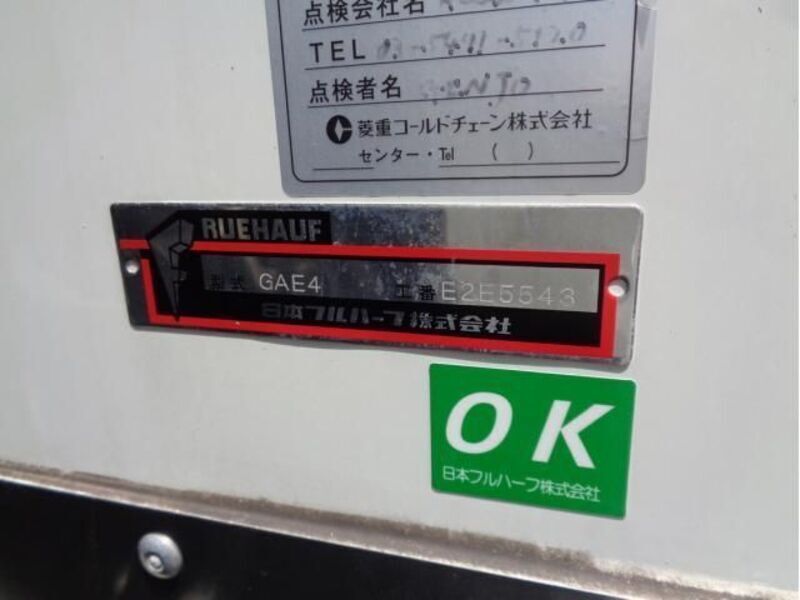 点検会社名
TEL 03-5441-5120
点検者名
菱重コールドチェーン株式会社
センター・Tel ( )
RUEHAUF
型式 GAE4 工番 E2E5543
日本フルハーフ株式会社
OK
日本フルハーフ株式会社